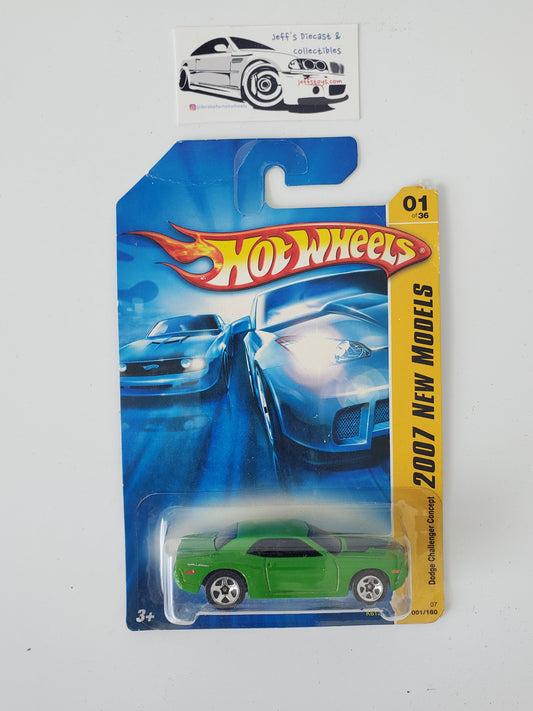 Jeff's Diecast &
collectibles
jeffstoys.com
01
of 36
HOT WHEELS®
2007 NEW MODELS
Dodge Challenger Concept
07
001/180
3+